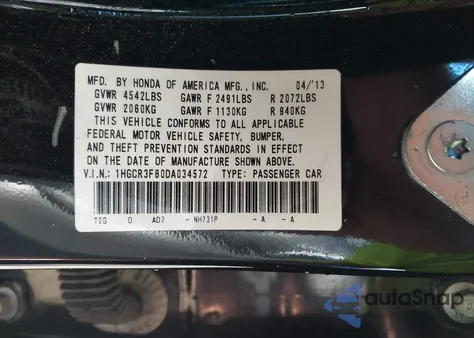 MFD. BY HONDA OF AMERICA MFG., INC. 04/'13
GVWR 4542LBS GAWR F 2491LBS R 2072LBS
GVWR 2060KG GAWR F 1130KG R 940KG
THIS VEHICLE CONFORMS TO ALL APPLICABLE
FEDERAL MOTOR VEHICLE SAFETY, BUMPER,
AND THEFT PREVENTION STANDARDS IN EFFECT
ON THE DATE OF MANUFACTURE SHOWN ABOVE.
V.I.N.: 1HGCR3F80DA034572 TYPE: PASSENGER CAR
T2G D AD7 - NH731P -A -A
autoSnap